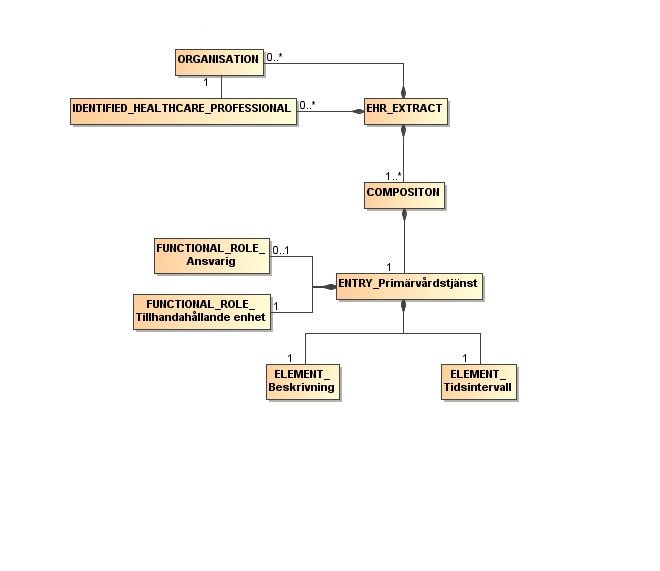 ORGANISATION
0..*
1
IDENTIFIED_HEALTHCARE_PROFESSIONAL
0..*
EHR_EXTRACT
1..*
COMPOSITON
FUNCTIONAL_ROLE_
Ansvarig
0..1
1
ENTRY_Primärvårdstjänst
FUNCTIONAL_ROLE_
Tillhandahållande enhet
1
1
1
ELEMENT_
Beskrivning
ELEMENT_
Tidsintervall